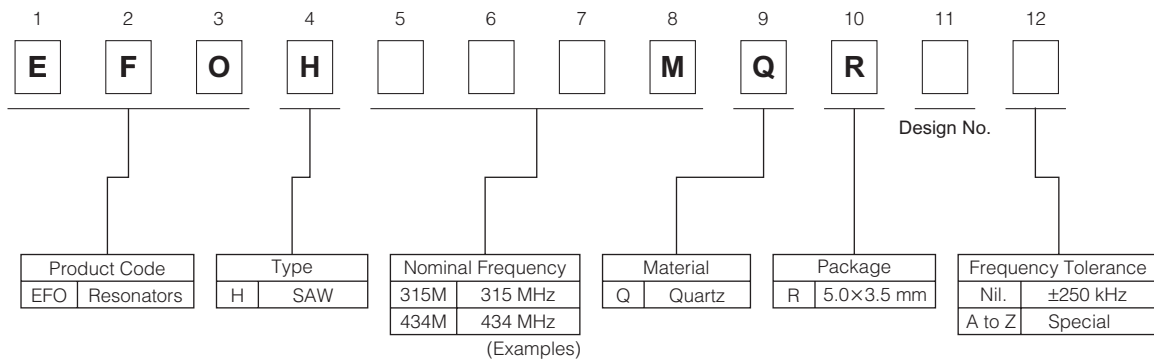 1 2 3 4 5 6 7 8 9 10 11 12
E F O H M Q R
Design No.
Product Code
EFO Resonators
Type
H SAW
Nominal Frequency
315M 315 MHz
434M 434 MHz
(Examples)
Material
Q Quartz
Package
R 5.0×3.5 mm
Frequency Tolerance
Nil. ±250 kHz
A to Z Special